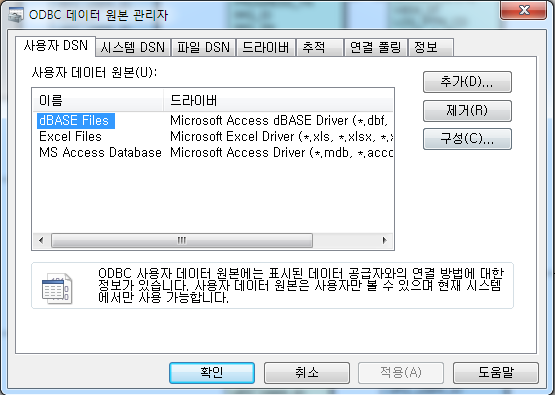 ODBC 데이터 원본 관리자
사용자 DSN 시스템 DSN 파일 DSN 드라이버 추적 연결 풀링 정보
사용자 데이터 원본(U):
이름 드라이버
dBASE Files Microsoft Access dBASE Driver (*.dbf,
Excel Files Microsoft Excel Driver (*.xls, *.xlsx, *.x
MS Access Database Microsoft Access Driver (*.mdb, *.acc
추가(D)...
제거(R)
구성(C)...
ODBC 사용자 데이터 원본에는 표시된 데이터 공급자와의 연결 방법에 대한
정보가 있습니다. 사용자 데이터 원본은 사용자만 볼 수 있으며 현재 시스템
에서만 사용 가능합니다.
확인 취소 적용(A) 도움말